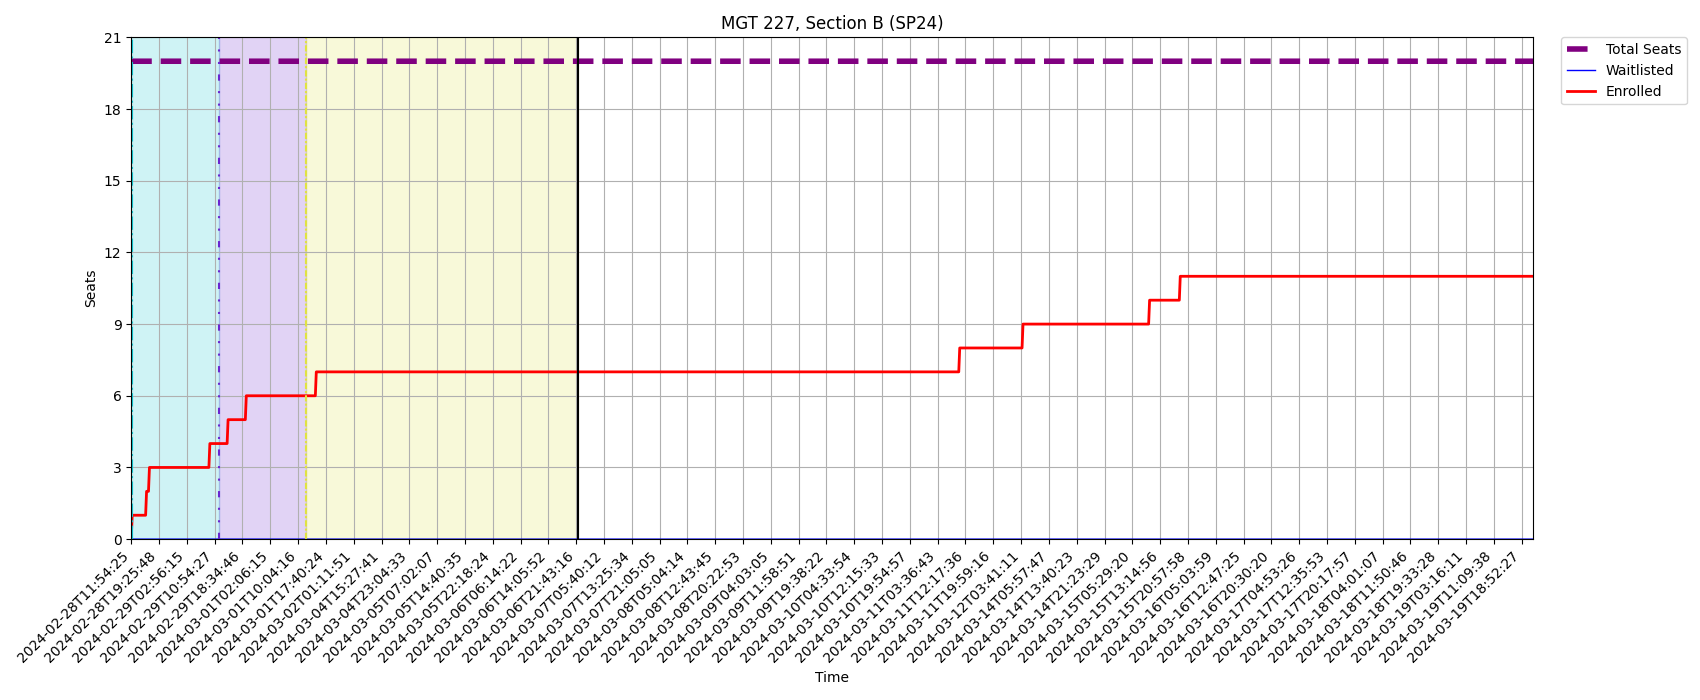 MGT 227, Section B (SP24)
Total Seats
Waitlisted
Enrolled
21
18
15
12
9
6
3
0
Seats
2024-02-28T11:54:25
2024-02-28T19:25:48
2024-02-29T02:56:15
2024-02-29T10:54:27
2024-02-29T18:34:46
2024-03-01T02:06:15
2024-03-01T10:04:16
2024-03-01T17:40:24
2024-03-02T01:11:51
2024-03-04T15:27:41
2024-03-04T23:04:33
2024-03-05T07:02:07
2024-03-05T14:40:35
2024-03-05T22:18:24
2024-03-06T06:14:22
2024-03-06T14:05:52
2024-03-06T21:43:16
2024-03-07T05:40:12
2024-03-07T13:25:34
2024-03-07T21:05:05
2024-03-08T05:04:14
2024-03-08T12:43:45
2024-03-08T20:22:53
2024-03-09T04:03:05
2024-03-09T11:58:51
2024-03-09T19:38:22
2024-03-10T04:33:54
2024-03-10T12:15:33
2024-03-10T19:54:57
2024-03-11T03:36:43
2024-03-11T12:17:36
2024-03-11T19:59:16
2024-03-12T03:41:11
2024-03-14T05:57:47
2024-03-14T13:40:23
2024-03-14T21:23:29
2024-03-15T05:29:20
2024-03-15T13:14:56
2024-03-15T20:57:58
2024-03-16T05:03:59
2024-03-16T12:47:25
2024-03-16T20:30:20
2024-03-17T04:53:26
2024-03-17T12:35:53
2024-03-17T20:17:57
2024-03-18T04:01:07
2024-03-18T11:50:46
2024-03-18T19:33:28
2024-03-19T03:16:11
2024-03-19T11:09:38
2024-03-19T18:52:27
Time